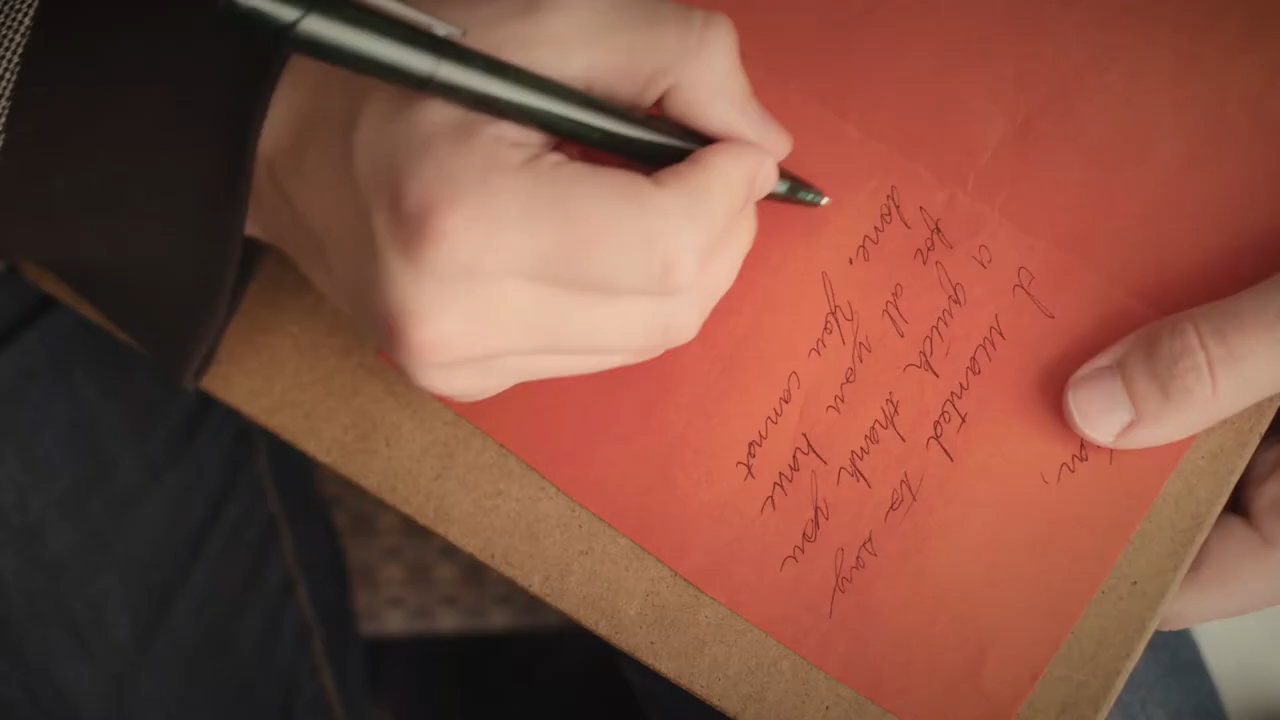 I wanted to say
a quick thank you
for all you have
done. You cannot